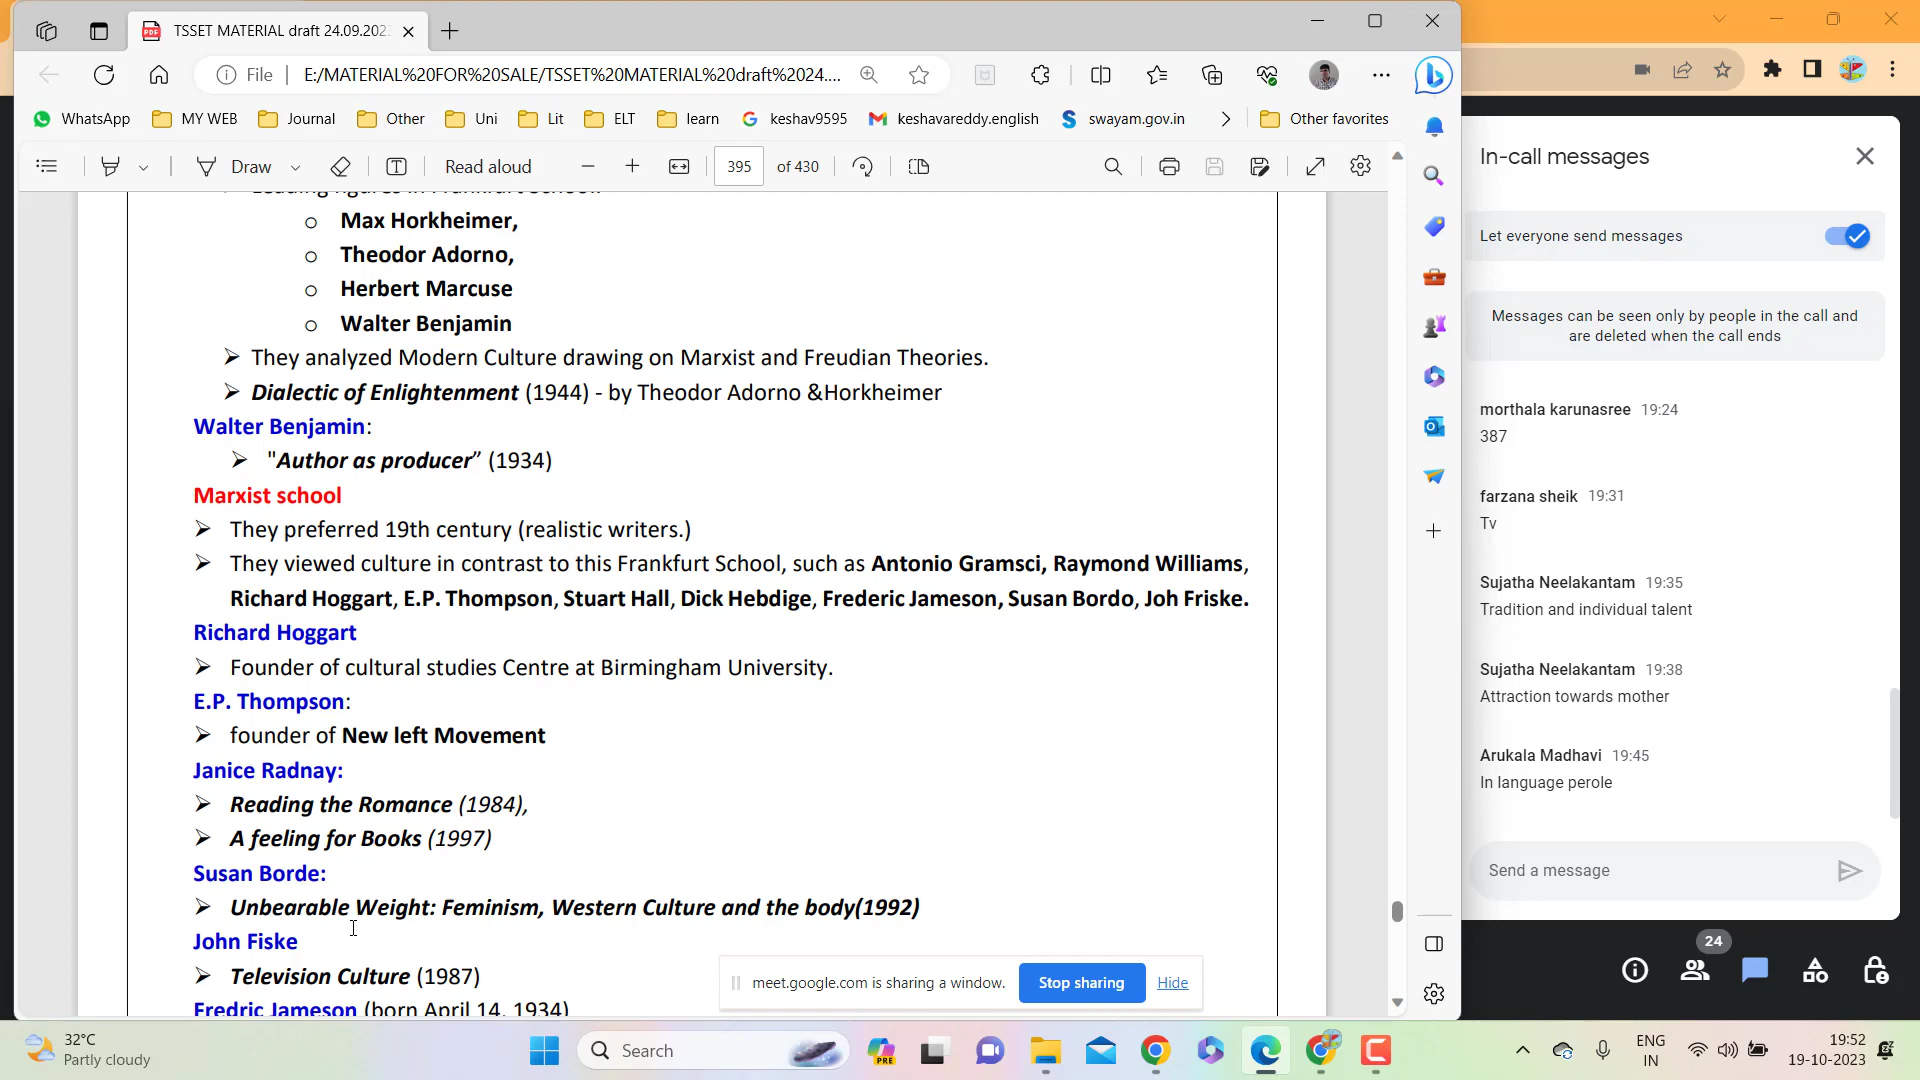 TSSET MATERIAL draft 24.09.202
File
E:/MATERIAL%20FOR%20SALE/TSSET%20MATERIAL%20draft%2024....
WhatsApp
MY WEB
Journal
Other
Uni
Lit
ELT
learn
keshav9595
keshavareddy.english
swayam.gov.in
Other favorites
Draw
Read aloud
395
of 430
o Max Horkheimer,
o Theodor Adorno,
o Herbert Marcuse
o Walter Benjamin
➢ They analyzed Modern Culture drawing on Marxist and Freudian Theories.
➢ Dialectic of Enlightenment (1944) - by Theodor Adorno &Horkheimer
Walter Benjamin:
➢ "Author as producer” (1934)
Marxist school
➢ They preferred 19th century (realistic writers.)
➢ They viewed culture in contrast to this Frankfurt School, such as Antonio Gramsci, Raymond Williams,
Richard Hoggart, E.P. Thompson, Stuart Hall, Dick Hebdige, Frederic Jameson, Susan Bordo, Joh Friske.
Richard Hoggart
➢ Founder of cultural studies Centre at Birmingham University.
E.P. Thompson:
➢ founder of New left Movement
Janice Radnay:
➢ Reading the Romance (1984),
➢ A feeling for Books (1997)
Susan Borde:
➢ Unbearable Weight: Feminism, Western Culture and the body(1992)
John Fiske
➢ Television Culture (1987)
Fredric Jameson (born April 14, 1934)
meet.google.com is sharing a window.
Stop sharing
Hide
In-call messages
Let everyone send messages
Messages can be seen only by people in the call and
are deleted when the call ends
morthala karunasree 19:24
387
farzana sheik 19:31
Tv
Sujatha Neelakantam 19:35
Tradition and individual talent
Sujatha Neelakantam 19:38
Attraction towards mother
Arukala Madhavi 19:45
In language perole
Send a message
24
32°C
Partly cloudy
Search
PRE
ENG
IN
19:52
19-10-2023